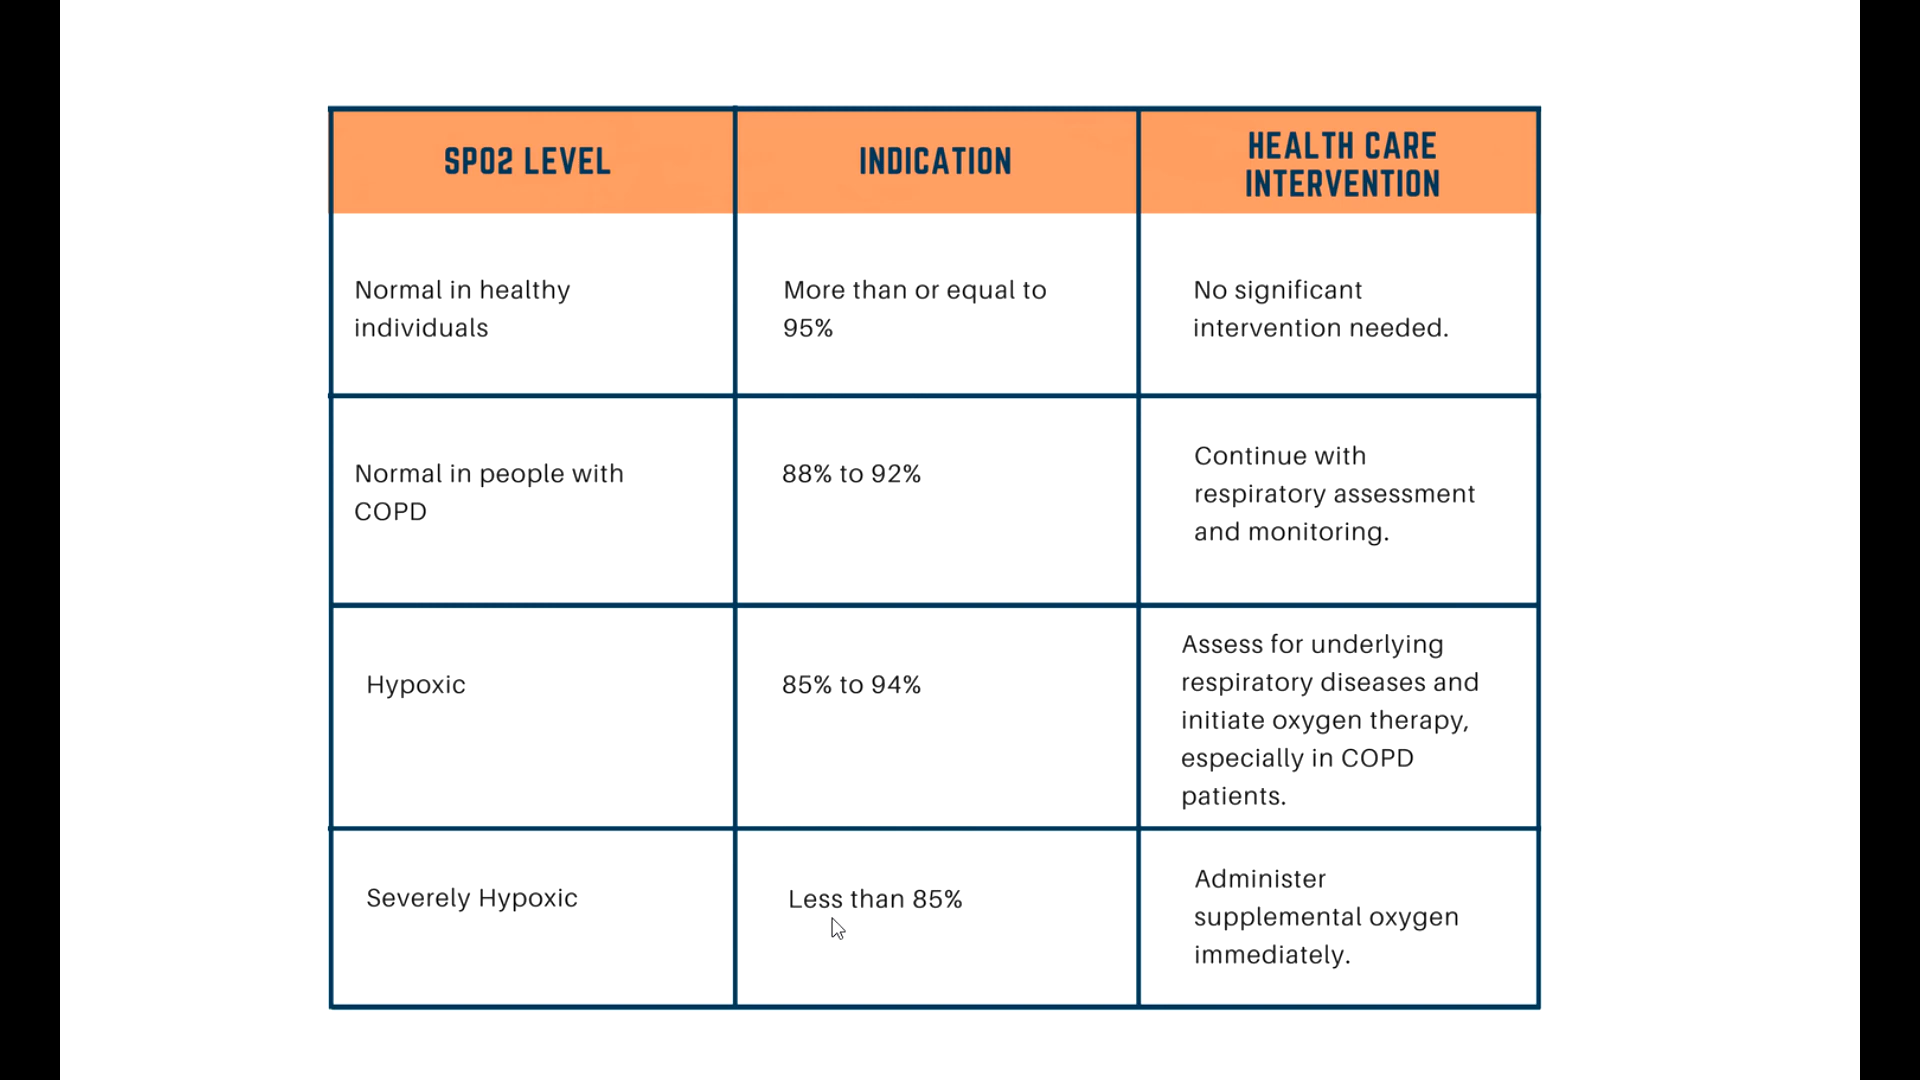 SPO2 LEVEL
INDICATION
HEALTH CARE
INTERVENTION
Normal in healthy
individuals
More than or equal to
95%
No significant
intervention needed.
Normal in people with
COPD
88% to 92%
Continue with
respiratory assessment
and monitoring.
Hypoxic
85% to 94%
Assess for underlying
respiratory diseases and
initiate oxygen therapy,
especially in COPD
patients.
Severely Hypoxic
Less than 85%
Administer
supplemental oxygen
immediately.